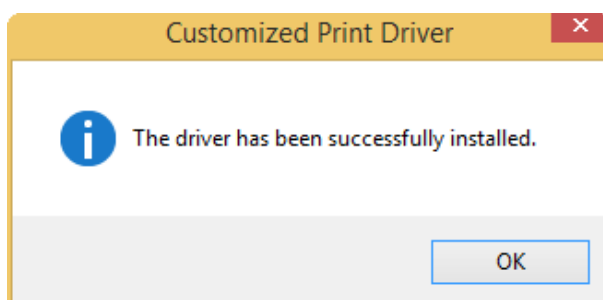 Customized Print Driver
The driver has been successfully installed.
OK